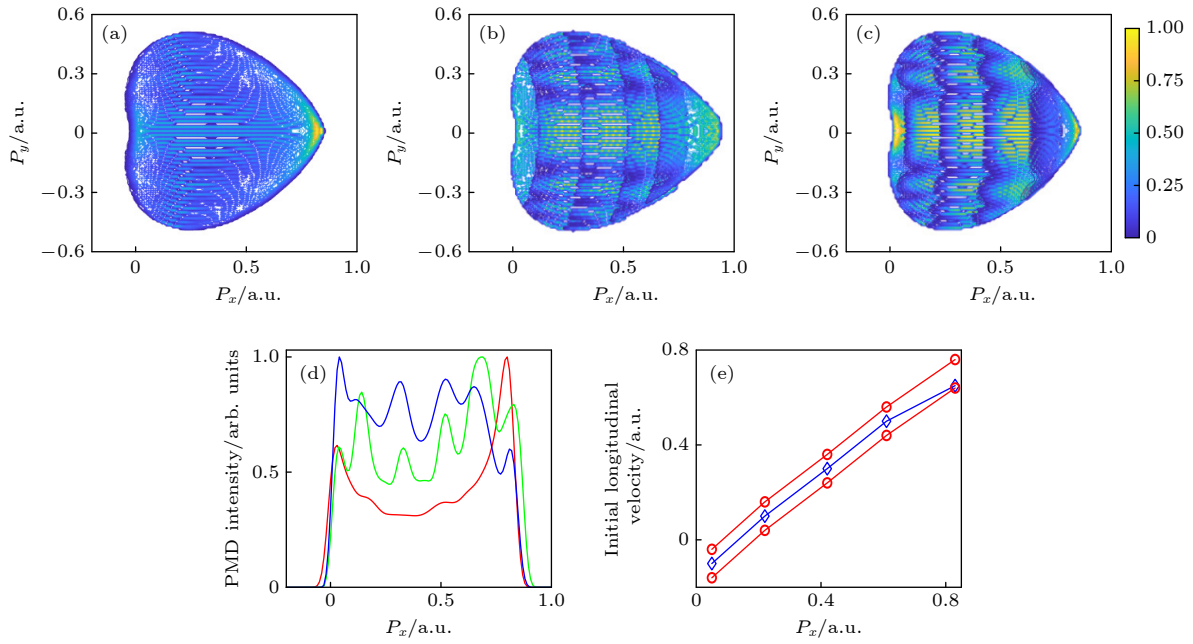 (a)
0.6
0.3
0
−0.3
−0.6
P_y/a.u.
0
0.5
1.0
P_x/a.u.
(b)
0.6
0.3
0
−0.3
−0.6
P_y/a.u.
0
0.5
1.0
P_x/a.u.
(c)
0.6
0.3
0
−0.3
−0.6
P_y/a.u.
0
0.5
1.0
P_x/a.u.
1.00
0.75
0.50
0.25
0
(d)
1.0
0.5
0
PMD intensity/arb. units
0
0.5
1.0
P_x/a.u.
(e)
0.8
0.4
0
Initial longitudinal
velocity/a.u.
0
0.4
0.8
P_x/a.u.